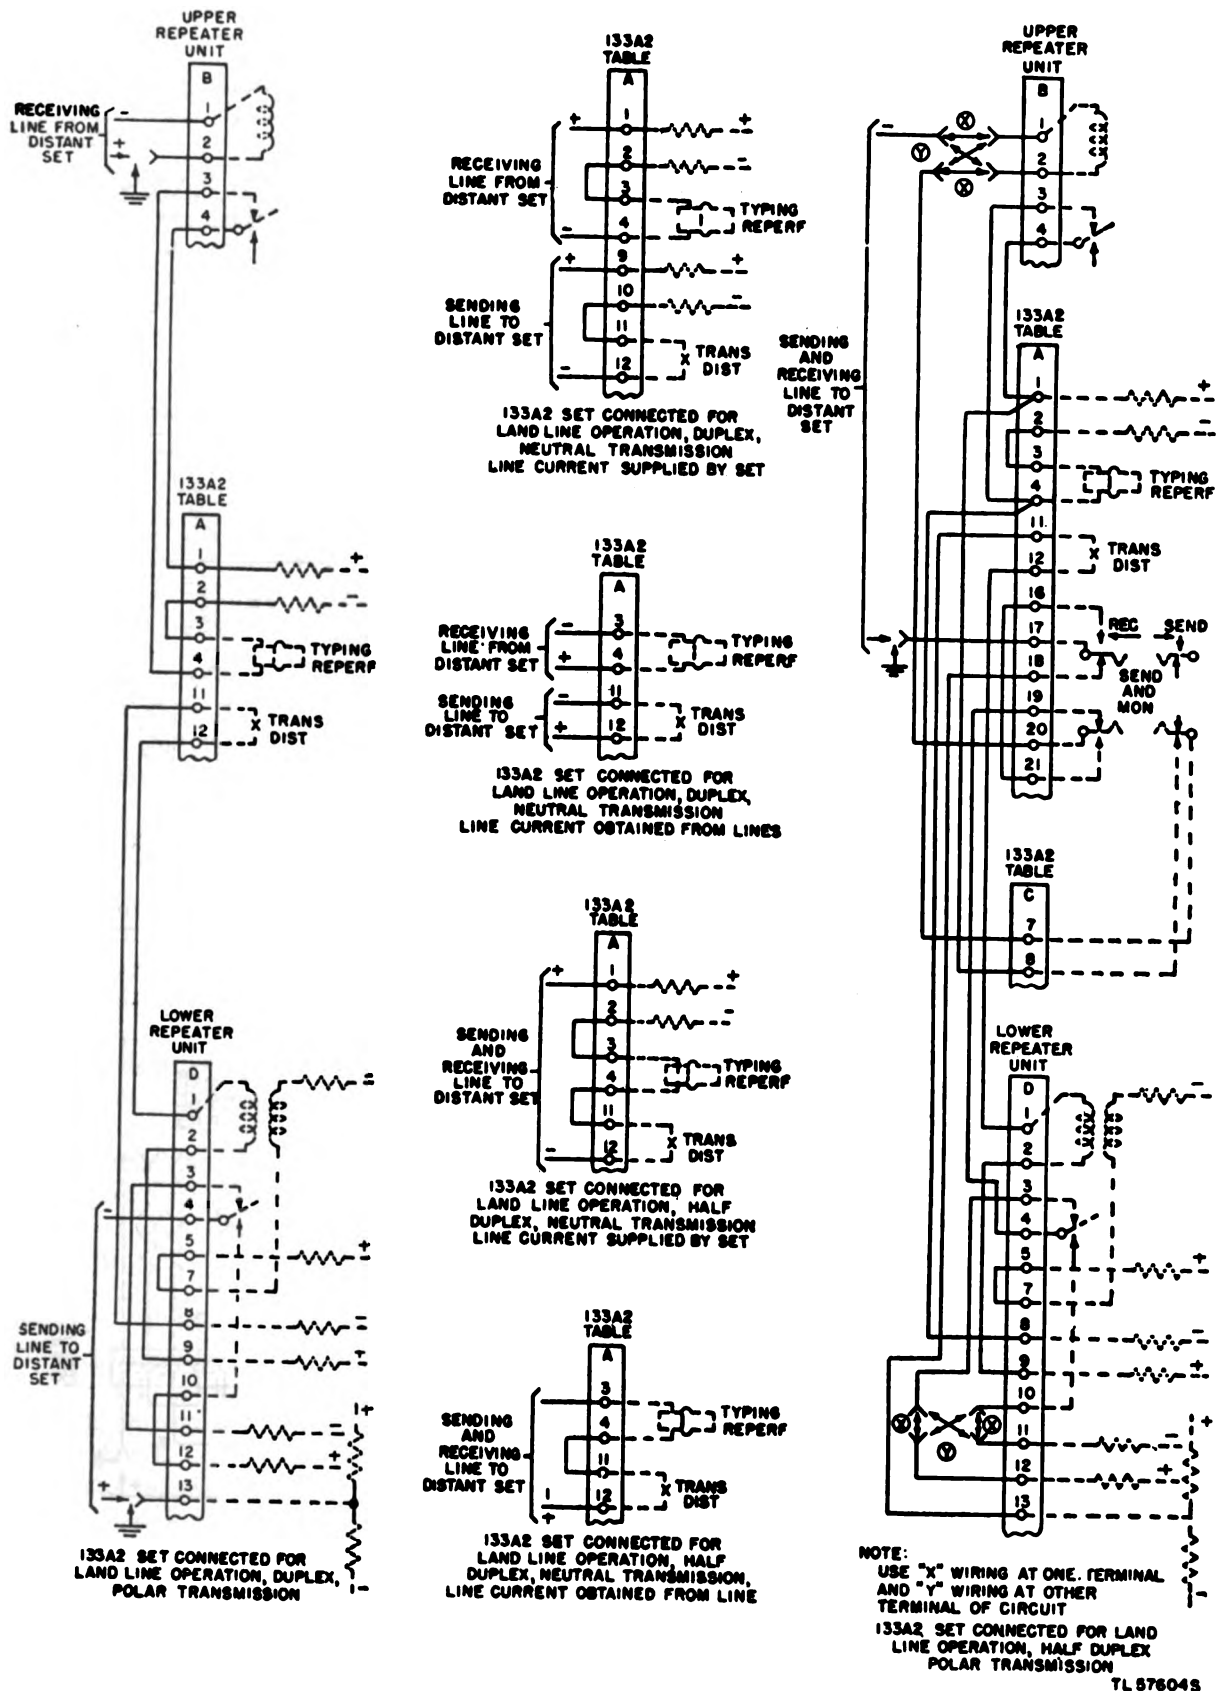 UPPER
REPEATER
UNIT
B
1
2
3
4
RECEIVING
LINE FROM
DISTANT
SET
-
+
133A2
TABLE
A
1
2
3
4
11
12
+
-
TYPING
REPERF
TRANS
DIST
LOWER
REPEATER
UNIT
D
1
2
3
4
5
7
8
9
10
11
12
13
-
+
-
+
-
+
1+
1-
SENDING
LINE TO
DISTANT
SET
-
+
133A2 SET CONNECTED FOR
LAND LINE OPERATION, DUPLEX,
POLAR TRANSMISSION
133A2
TABLE
A
1
2
3
4
9
10
11
12
RECEIVING
LINE FROM
DISTANT SET
+
-
+
-
TYPING
REPERF
SENDING
LINE TO
DISTANT SET
+
-
+
-
TRANS
DIST
133A2 SET CONNECTED FOR
LAND LINE OPERATION, DUPLEX,
NEUTRAL TRANSMISSION
LINE CURRENT SUPPLIED BY SET
133A2
TABLE
A
3
4
11
12
RECEIVING
LINE FROM
DISTANT SET
-
+
TYPING
REPERF
SENDING
LINE TO
DISTANT SET
-
+
TRANS
DIST
133A2 SET CONNECTED FOR
LAND LINE OPERATION, DUPLEX,
NEUTRAL TRANSMISSION
LINE CURRENT OBTAINED FROM LINES
133A2
TABLE
A
1
2
3
4
11
12
SENDING
AND
RECEIVING
LINE TO
DISTANT SET
+
-
+
-
TYPING
REPERF
TRANS
DIST
133A2 SET CONNECTED FOR
LAND LINE OPERATION, HALF
DUPLEX, NEUTRAL TRANSMISSION
LINE CURRENT SUPPLIED BY SET
133A2
TABLE
A
3
4
11
12
SENDING
AND
RECEIVING
LINE TO
DISTANT SET
+
TYPING
REPERF
TRANS
DIST
133A2 SET CONNECTED FOR
LAND LINE OPERATION, HALF
DUPLEX, NEUTRAL TRANSMISSION,
LINE CURRENT OBTAINED FROM LINE
UPPER
REPEATER
UNIT
B
1
2
3
4
-
X
Y
X
SENDING
AND
RECEIVING
LINE TO
DISTANT
SET
133A2
TABLE
A
1
2
3
4
11
12
16
17
18
19
20
21
+
-
TYPING
REPERF
TRANS
DIST
REC
SEND
SEND
AND
MON
133A2
TABLE
C
7
8
LOWER
REPEATER
UNIT
D
1
2
3
4
5
7
8
9
10
11
12
13
-
+
-
+
-
+
+
-
X
X
Y
NOTE:
USE "X" WIRING AT ONE TERMINAL
AND "Y" WIRING AT OTHER
TERMINAL OF CIRCUIT
133A2 SET CONNECTED FOR LAND
LINE OPERATION, HALF DUPLEX
POLAR TRANSMISSION
TL 57604S